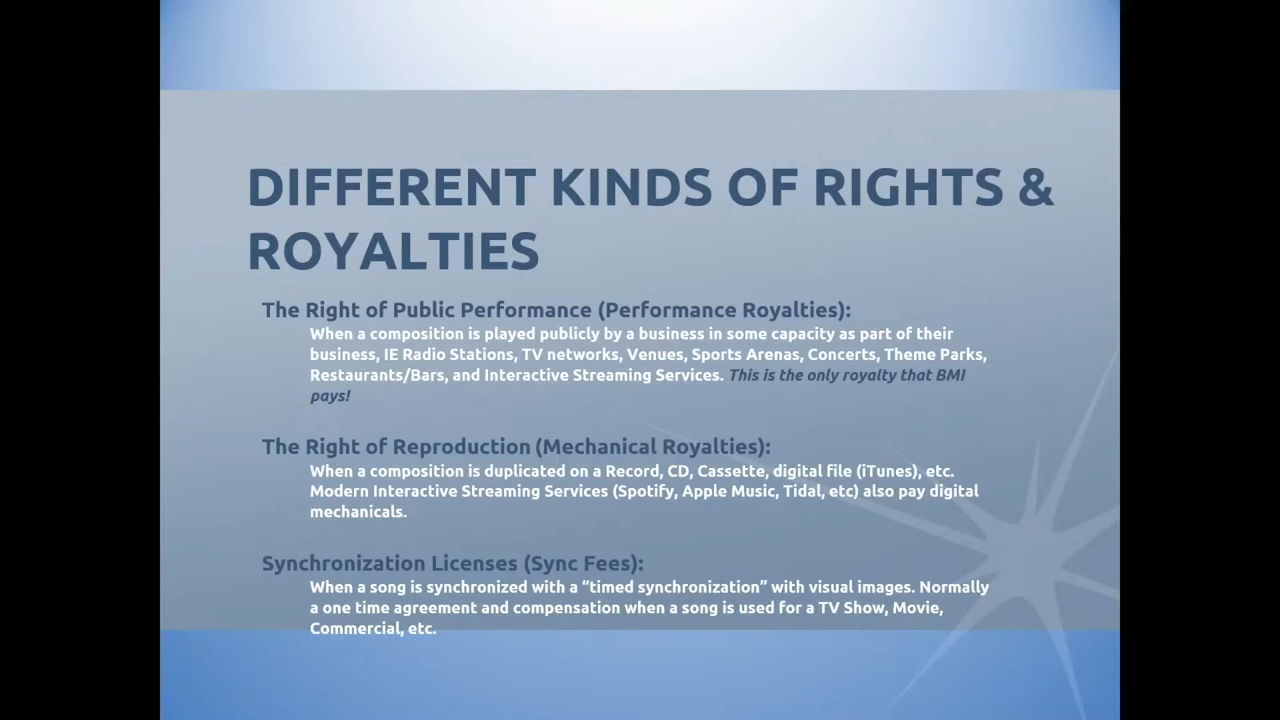 DIFFERENT KINDS OF RIGHTS &
ROYALTIES
The Right of Public Performance (Performance Royalties):
When a composition is played publicly by a business in some capacity as part of their
business, IE Radio Stations, TV networks, Venues, Sports Arenas, Concerts, Theme Parks,
Restaurants/Bars, and Interactive Streaming Services. This is the only royalty that BMI
pays!
The Right of Reproduction (Mechanical Royalties):
When a composition is duplicated on a Record, CD, Cassette, digital file (iTunes), etc.
Modern Interactive Streaming Services (Spotify, Apple Music, Tidal, etc) also pay digital
mechanicals.
Synchronization Licenses (Sync Fees):
When a song is synchronized with a “timed synchronization” with visual images. Normally
a one time agreement and compensation when a song is used for a TV Show, Movie,
Commercial, etc.